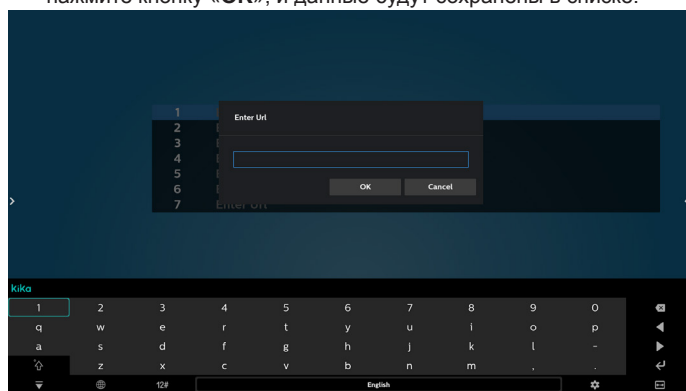 нажмите кнопку «OK», и данные будут сохранены в списке.
1
Enter Url
2
3
4
5
6
OK Cancel
7 Enter Url
kika
1 2 3 4 5 6 7 8 9 0
q w e r t y u i o p
a s d f g h j k l -
z x c v b n m , .
12# English